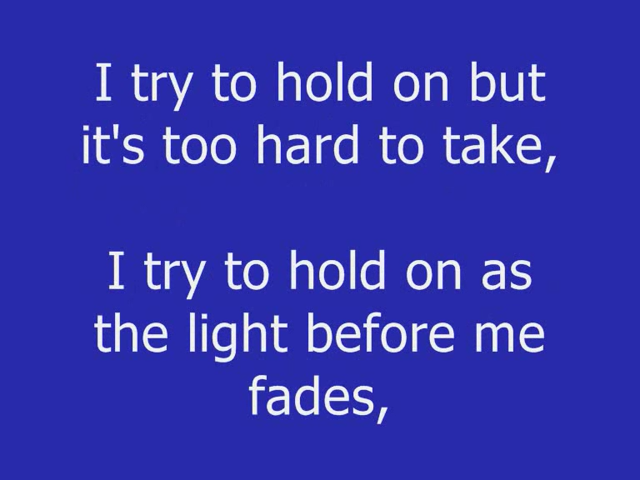 I try to hold on but
it's too hard to take,
I try to hold on as
the light before me
fades,